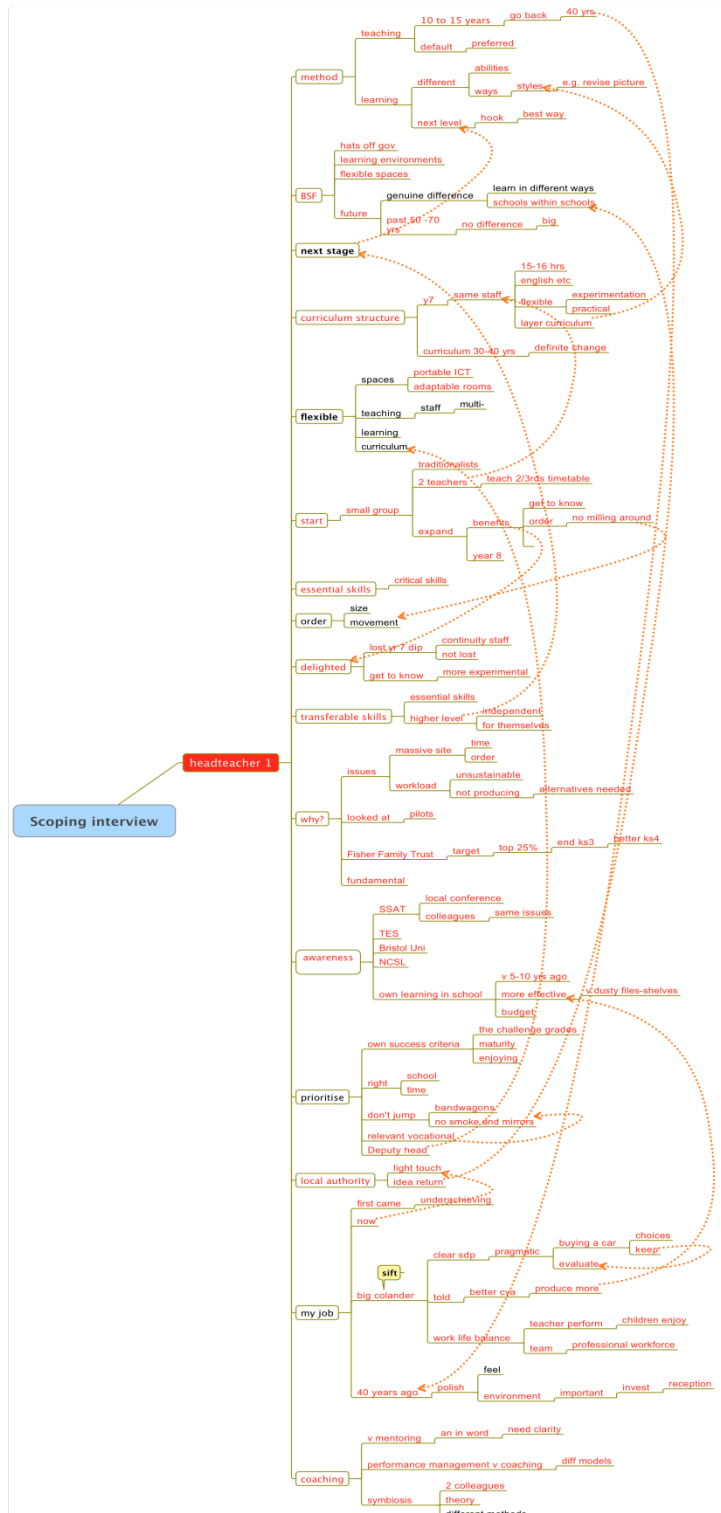 40 yrs
10 to 15 years
go back
teaching
default
preferred
method
abilities
different
ways
styles
e.g. revise picture
learning
next level
hook
best way
hats off gov
learning environments
flexible spaces
BSF
genuine difference
learn in different ways
schools within schools
future
past 50 -70
yrs
no difference
big
next stage
15-16 hrs
english etc
y7
same staff
flexible
experimentation
practical
layer curriculum
curriculum structure
curriculum 30-40 yrs
definite change
spaces
portable ICT
adaptable rooms
flexible
teaching
staff
multi-
learning
curriculum
traditionalists
2 teachers
teach 2/3rds timetable
start
small group
get to know
benefits
order
no milling around
expand
year 8
essential skills
critical skills
order
size
movement
lost yr 7 dip
continuity staff
not lost
delighted
get to know
more experimental
transferable skills
essential skills
higher level
independent
for themselves
headteacher 1
Scoping interview
why?
issues
massive site
time
order
workload
unsustainable
not producing
alternatives needed
looked at
pilots
Fisher Family Trust
target
top 25%
end ks3
better ks4
fundamental
awareness
SSAT
local conference
colleagues
same issues
TES
Bristol Uni
NCSL
own learning in school
v 5-10 yrs ago
more effective
v dusty files-shelves
budget
prioritise
own success criteria
the challenge grades
maturity
enjoying
right
school
time
don't jump
bandwagons
no smoke and mirrors
relevant vocational
Deputy head
local authority
light touch
idea return
my job
first came
underachieving
now
sift
big colander
clear sdp
pragmatic
buying a car
choices
keep
evaluate
told
better cya
produce more
work life balance
teacher perform
children enjoy
team
professional workforce
40 years ago
polish
feel
environment
important
invest
reception
coaching
v mentoring
an in word
need clarity
performance management v coaching
diff models
symbiosis
2 colleagues
theory
different methods